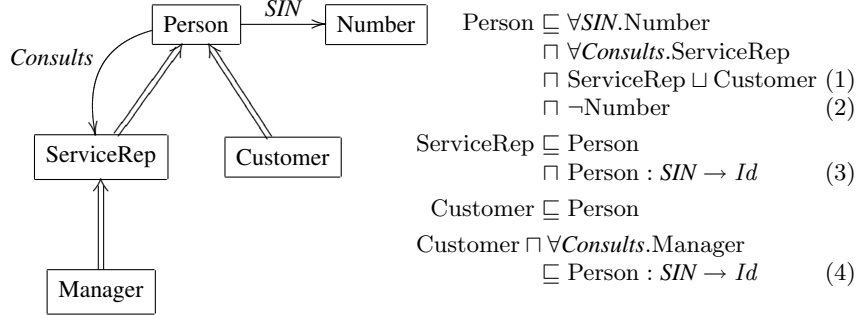 Person
SIN
Number
Consults
ServiceRep
Customer
Manager
Person ⊑ ∀SIN.Number
⊓ ∀Consults.ServiceRep
⊓ ServiceRep ⊔ Customer (1)
⊓ ¬Number (2)
ServiceRep ⊑ Person
⊓ Person : SIN → Id (3)
Customer ⊑ Person
Customer ⊓ ∀Consults.Manager
⊑ Person : SIN → Id (4)